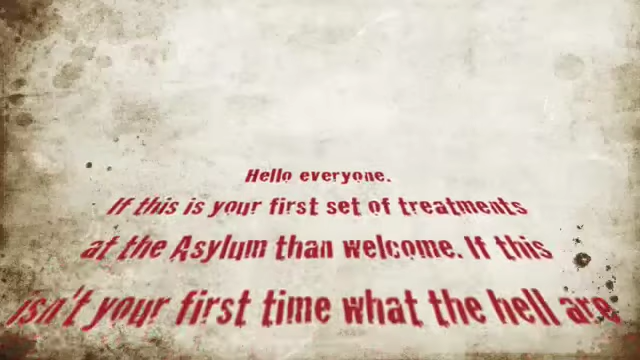 Hello everyone.
If this is your first set of treatments
at the Asylum than welcome. If this
isn't your first time what the hell are